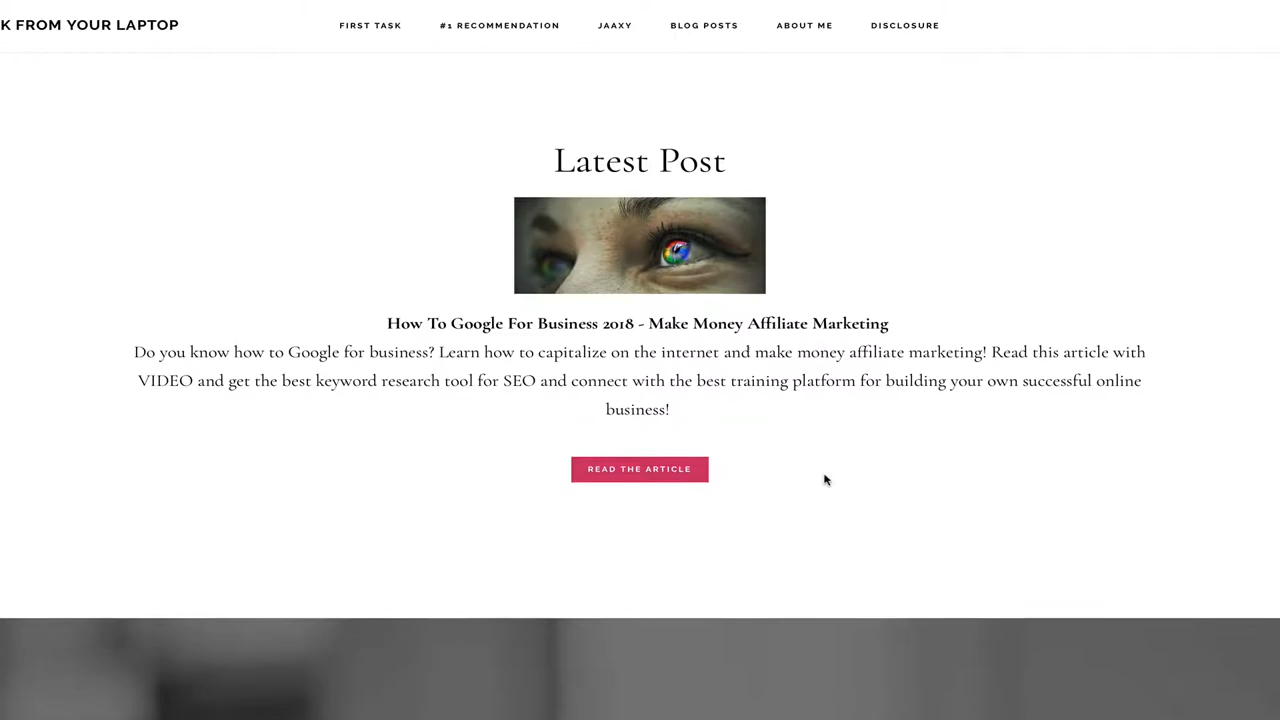 K FROM YOUR LAPTOP
FIRST TASK
#1 RECOMMENDATION
JAAXY
BLOG POSTS
ABOUT ME
DISCLOSURE
Latest Post
How To Google For Business 2018 - Make Money Affiliate Marketing
Do you know how to Google for business? Learn how to capitalize on the internet and make money affiliate marketing! Read this article with
VIDEO and get the best keyword research tool for SEO and connect with the best training platform for building your own successful online
business!
READ THE ARTICLE